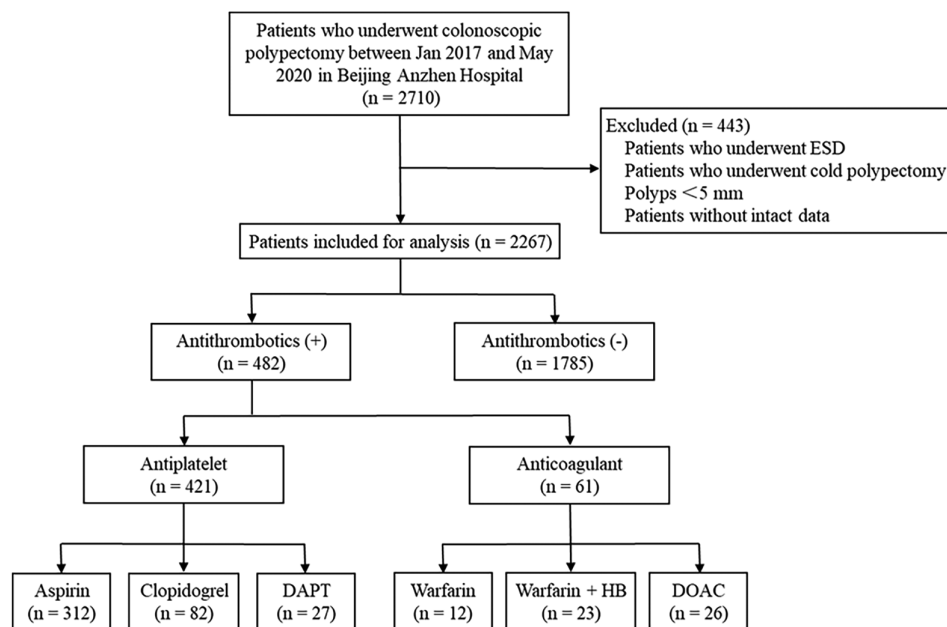 Patients who underwent colonoscopic
polypectomy between Jan 2017 and May
2020 in Beijing Anzhen Hospital
(n = 2710)
Excluded (n = 443)
Patients who underwent ESD
Patients who underwent cold polypectomy
Polyps <5 mm
Patients without intact data
Patients included for analysis (n = 2267)
Antithrombotics (+)
(n = 482)
Antithrombotics (-)
(n = 1785)
Antiplatelet
(n = 421)
Anticoagulant
(n = 61)
Aspirin
(n = 312)
Clopidogrel
(n = 82)
DAPT
(n = 27)
Warfarin
(n = 12)
Warfarin + HB
(n = 23)
DOAC
(n = 26)